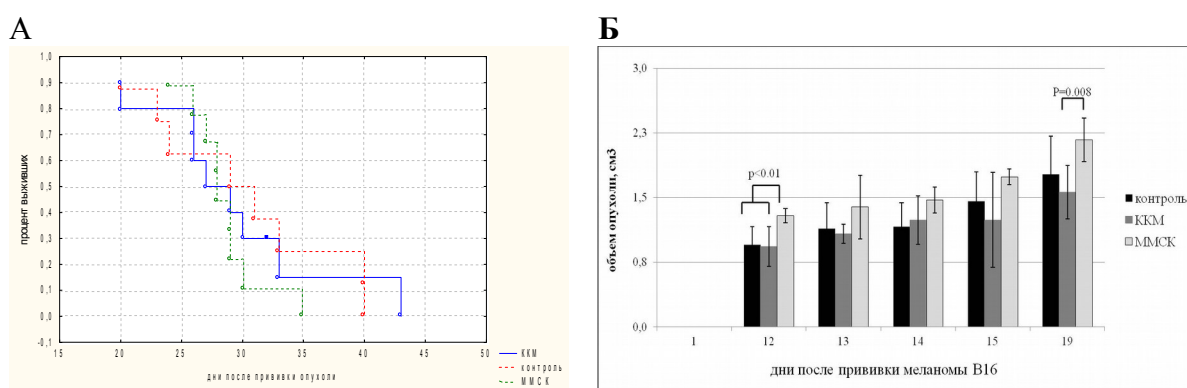 А
процент выживших
1,0
0,9
0,8
0,7
0,6
0,5
0,4
0,3
0,2
0,1
0,0
-0,1
15 20 25 30 35 40 45 50
дни после прививки опухоли
ККМ
контроль
ММСК
Б
объем опухоли, см3
3,0
2,3
1,5
0,8
0,0
p<0.01
P=0.008
1 12 13 14 15 19
дни после прививки меланомы В16
контроль
ККМ
ММСК